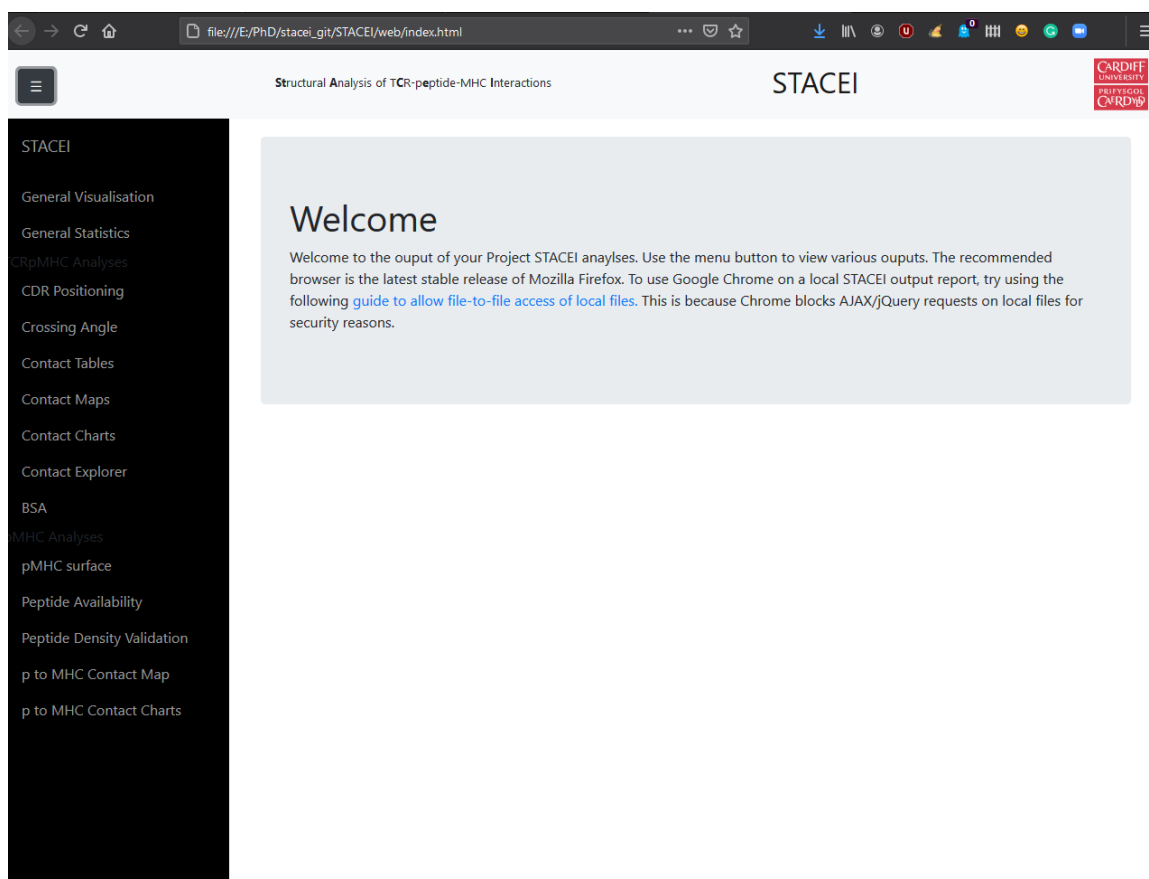 file:///E:/PhD/stacei_git/STACEI/web/index.html
0
Structural Analysis of TCR-peptide-MHC Interactions
STACEI
CARDIFF
UNIVERSITY
PRIFYSGOL
CAERDYDD
STACEI
General Visualisation
General Statistics
TCRpMHC Analyses
CDR Positioning
Crossing Angle
Contact Tables
Contact Maps
Contact Charts
Contact Explorer
BSA
pMHC Analyses
pMHC surface
Peptide Availability
Peptide Density Validation
p to MHC Contact Map
p to MHC Contact Charts
Welcome
Welcome to the ouput of your Project STACEI anaylses. Use the menu button to view various ouputs. The recommended
browser is the latest stable release of Mozilla Firefox. To use Google Chrome on a local STACEI output report, try using the
following guide to allow file-to-file access of local files. This is because Chrome blocks AJAX/jQuery requests on local files for
security reasons.